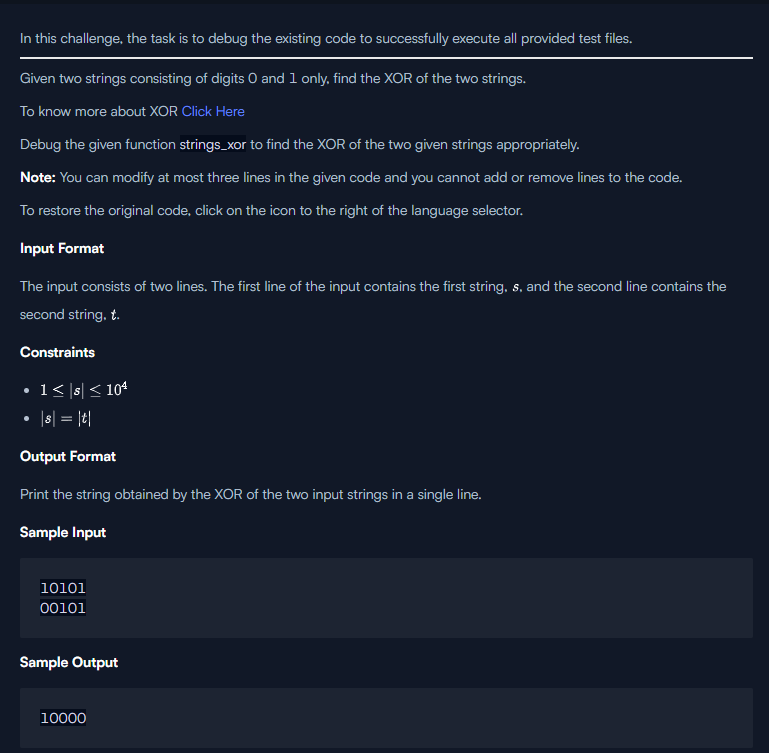 In this challenge, the task is to debug the existing code to successfully execute all provided test files.
Given two strings consisting of digits 0 and 1 only, find the XOR of the two strings.
To know more about XOR Click Here
Debug the given function strings_xor to find the XOR of the two given strings appropriately.
Note: You can modify at most three lines in the given code and you cannot add or remove lines to the code.
To restore the original code, click on the icon to the right of the language selector.
Input Format
The input consists of two lines. The first line of the input contains the first string, s, and the second line contains the
second string, t.
Constraints
• 1 ≤ |s| ≤ 10⁴
• |s| = |t|
Output Format
Print the string obtained by the XOR of the two input strings in a single line.
Sample Input
10101
00101
Sample Output
10000